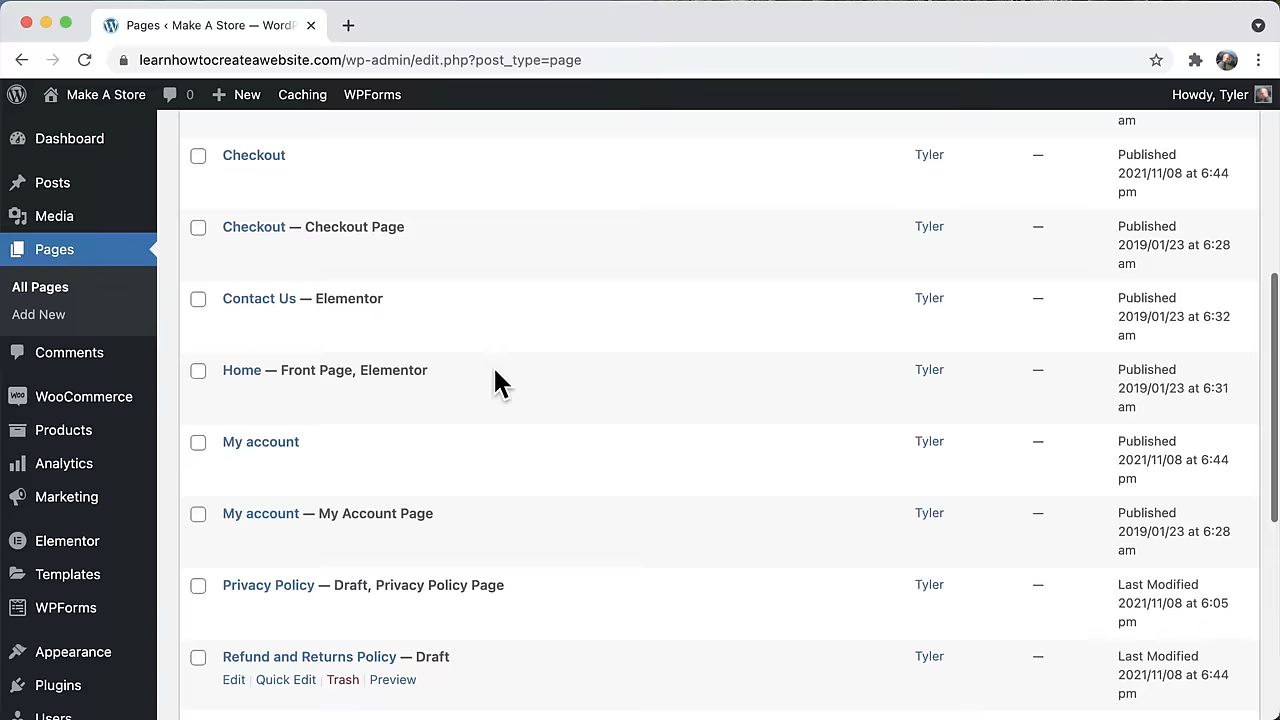 Pages ‹ Make A Store — WordP
learnhowtocreateawebsite.com/wp-admin/edit.php?post_type=page
Make A Store 0 New Caching WPForms Howdy, Tyler
Dashboard
Posts
Media
Pages
All Pages
Add New
Comments
WOO WooCommerce
Products
Analytics
Marketing
Elementor
Templates
WPForms
Appearance
Plugins
Users
am
Checkout Tyler — Published
2021/11/08 at 6:44
pm
Checkout — Checkout Page Tyler — Published
2019/01/23 at 6:28
am
Contact Us — Elementor Tyler — Published
2019/01/23 at 6:32
am
Home — Front Page, Elementor Tyler — Published
2019/01/23 at 6:31
am
My account Tyler — Published
2021/11/08 at 6:44
pm
My account — My Account Page Tyler — Published
2019/01/23 at 6:28
am
Privacy Policy — Draft, Privacy Policy Page Tyler — Last Modified
2021/11/08 at 6:05
pm
Refund and Returns Policy — Draft Tyler — Last Modified
Edit | Quick Edit | Trash | Preview 2021/11/08 at 6:44
pm